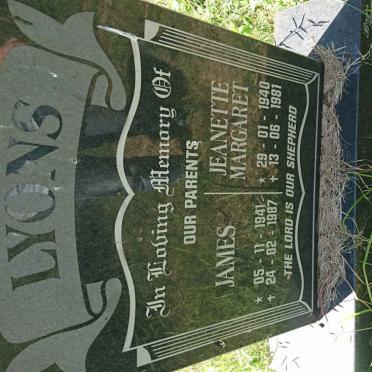 LYONS
In Loving Memory Of
OUR PARENTS
JAMES
* 05 - 11 - 1941
+ 24 - 02 - 1987
JEANETTE
MARGARET
* 29 - 01 - 1940
+ 13 - 06 - 1981
THE LORD IS OUR SHEPHERD